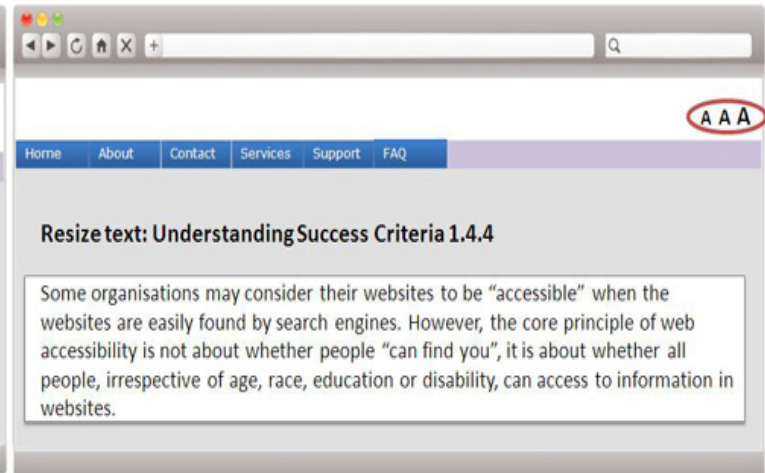 A A A
Home About Contact Services Support FAQ
Resize text: Understanding Success Criteria 1.4.4
Some organisations may consider their websites to be “accessible” when the
websites are easily found by search engines. However, the core principle of web
accessibility is not about whether people “can find you”, it is about whether all
people, irrespective of age, race, education or disability, can access to information in
websites.